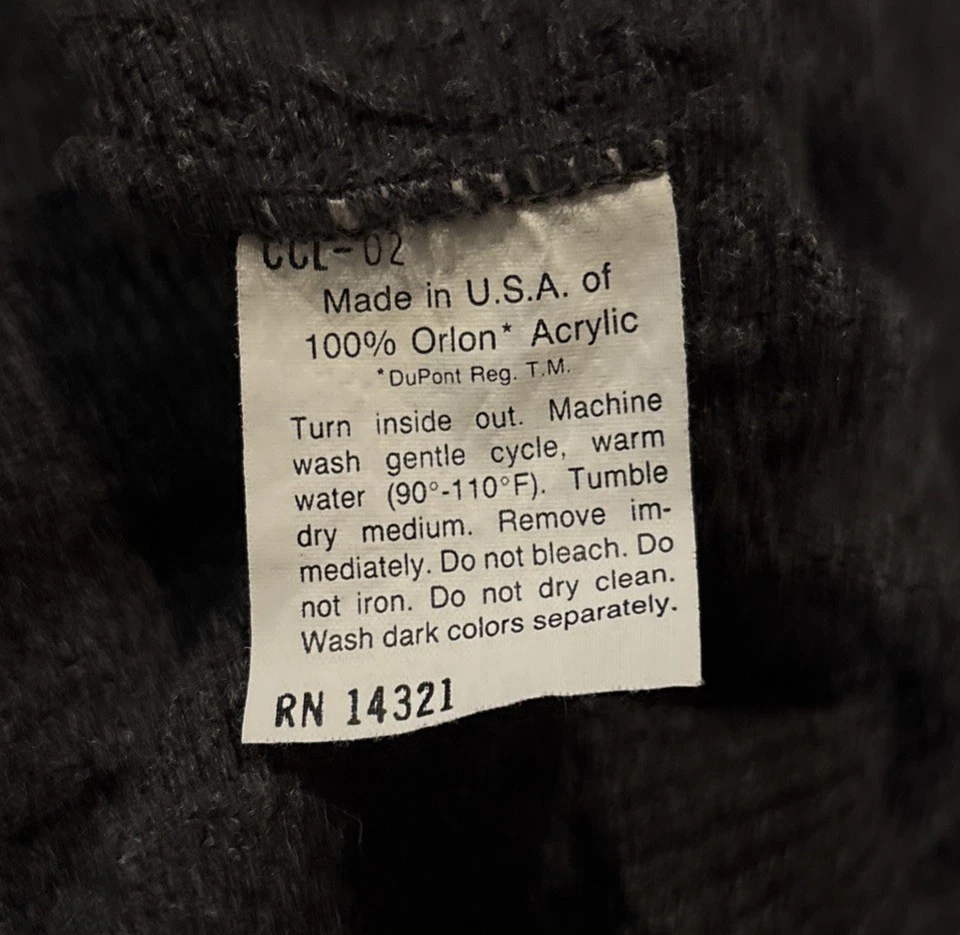 CCL-02
Made in U.S.A. of
100% Orlon* Acrylic
*DuPont Reg. T.M.
Turn inside out. Machine
wash gentle cycle, warm
water (90°-110°F). Tumble
dry medium. Remove im-
mediately. Do not bleach. Do
not iron. Do not dry clean.
Wash dark colors separately.
RN 14321